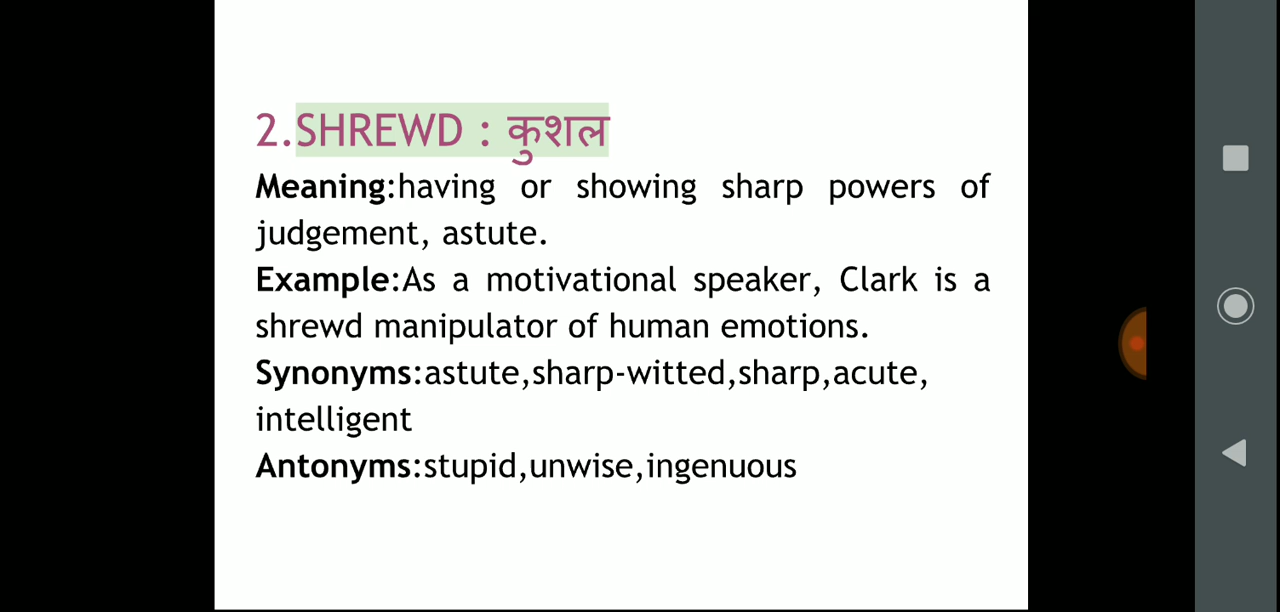 2.SHREWD : कुशल
Meaning:having or showing sharp powers of
judgement, astute.
Example:As a motivational speaker, Clark is a
shrewd manipulator of human emotions.
Synonyms:astute,sharp-witted,sharp,acute,
intelligent
Antonyms:stupid,unwise,ingenuous